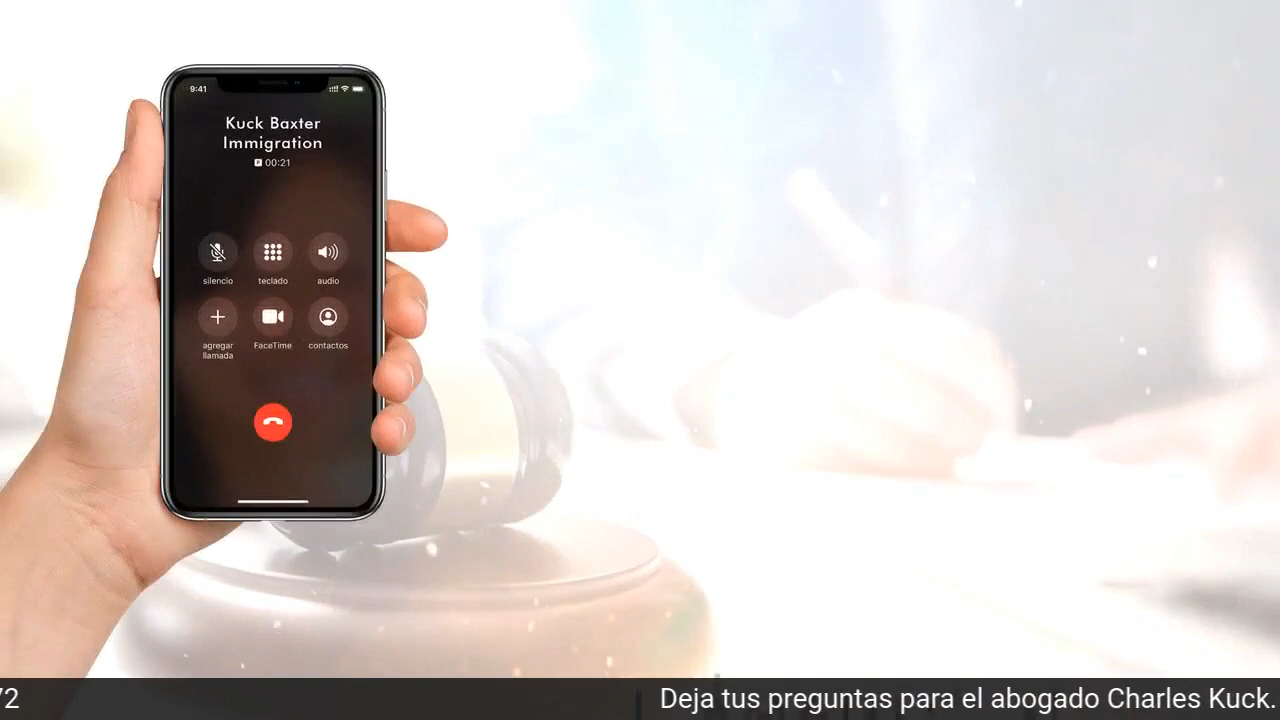 9:41
Kuck Baxter
Immigration
P 00:21
silencio teclado audio
agregar
llamada
FaceTime contactos
72
Deja tus preguntas para el abogado Charles Kuck.